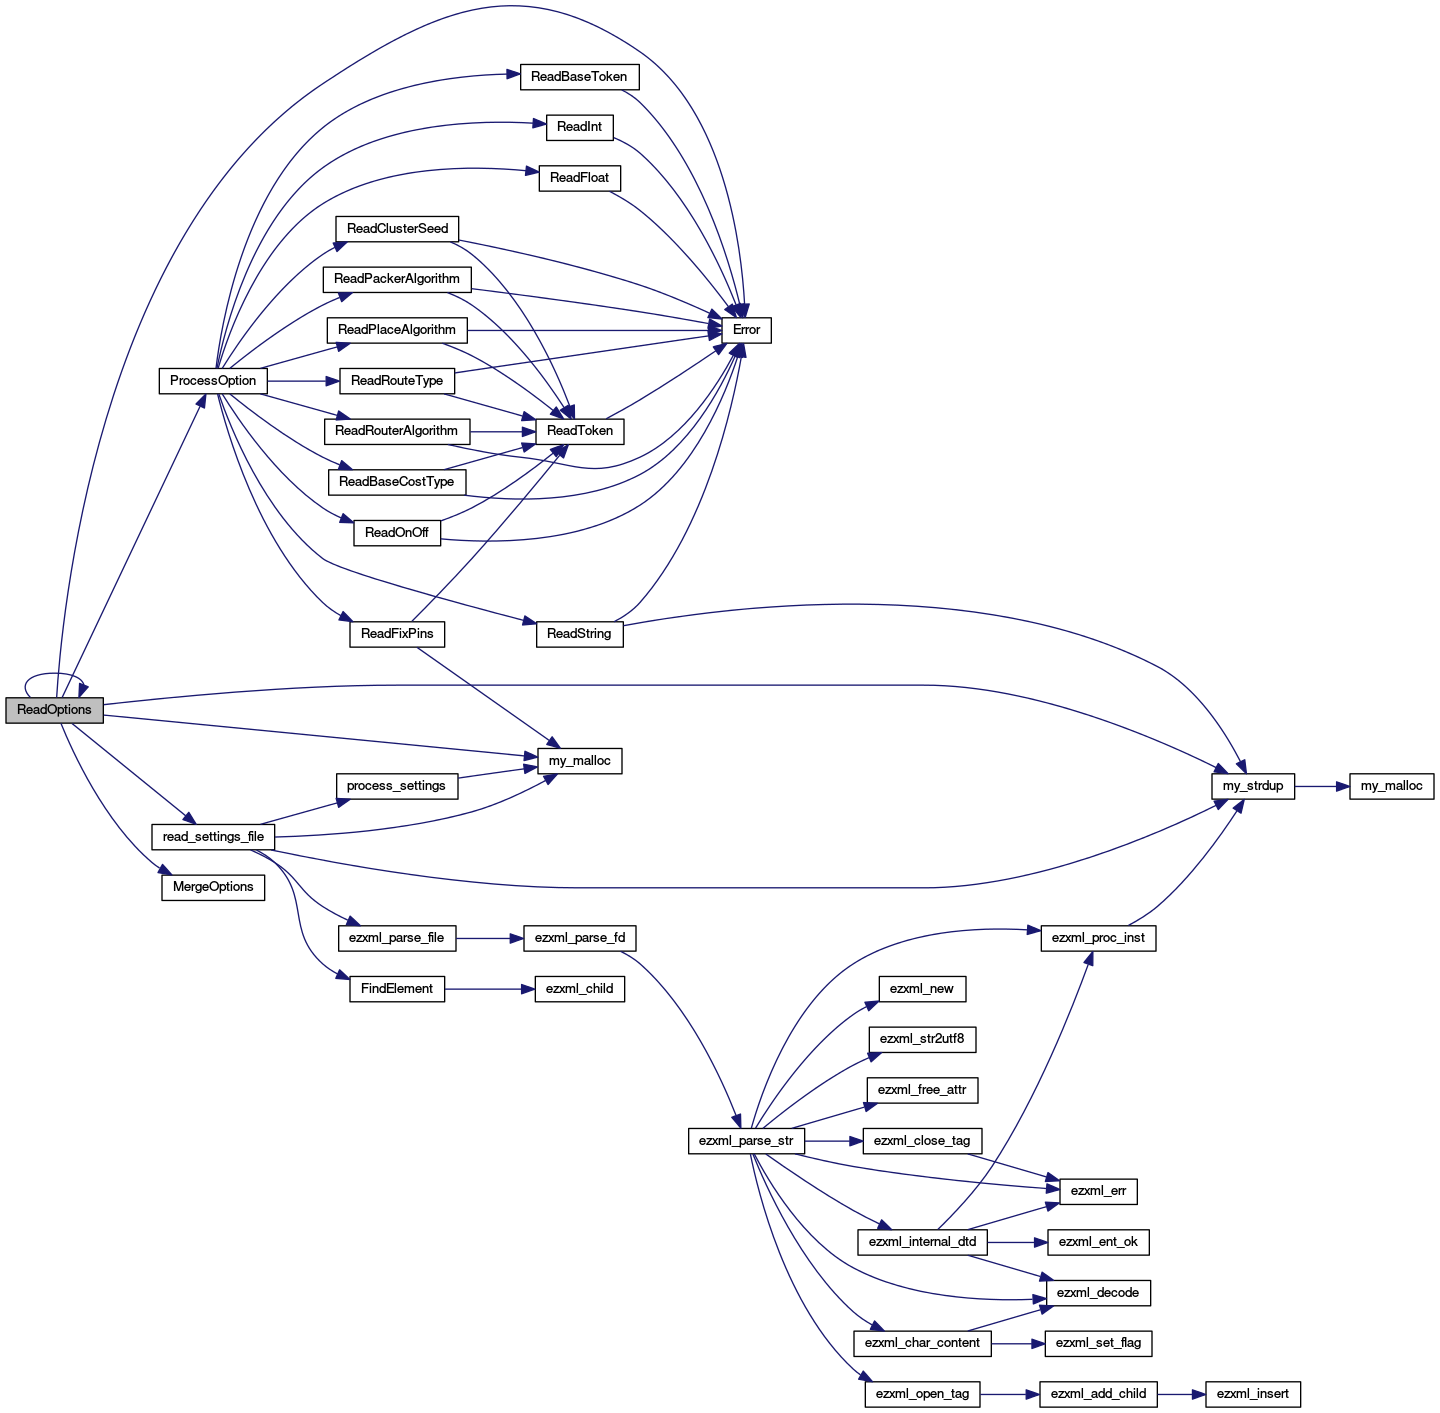 ReadBaseToken
ReadInt
ReadFloat
ReadClusterSeed
ReadPackerAlgorithm
ReadPlaceAlgorithm
Error
ProcessOption
ReadRouteType
ReadRouterAlgorithm
ReadToken
ReadBaseCostType
ReadOnOff
ReadFixPins
ReadString
ReadOptions
my_malloc
process_settings
my_strdup
my_malloc
read_settings_file
MergeOptions
ezxml_parse_file
ezxml_parse_fd
ezxml_proc_inst
FindElement
ezxml_child
ezxml_new
ezxml_str2utf8
ezxml_free_attr
ezxml_parse_str
ezxml_close_tag
ezxml_err
ezxml_internal_dtd
ezxml_ent_ok
ezxml_decode
ezxml_char_content
ezxml_set_flag
ezxml_open_tag
ezxml_add_child
ezxml_insert